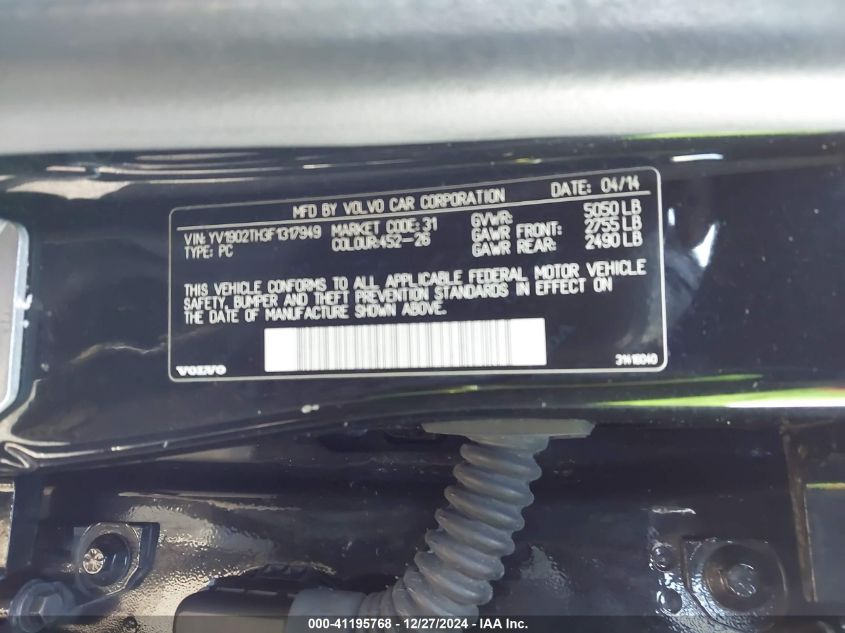 MFD BY VOLVO CAR CORPORATION DATE: 04/14
VIN: YV1902TH3F1317949 MARKET CODE: 31 GVWR: 5050 LB
TYPE: PC COLOUR:452-26 GAWR FRONT: 2755 LB
GAWR REAR: 2490 LB
THIS VEHICLE CONFORMS TO ALL APPLICABLE FEDERAL MOTOR VEHICLE
SAFETY, BUMPER AND THEFT PREVENTION STANDARDS IN EFFECT ON
THE DATE OF MANUFACTURE SHOWN ABOVE.
VOLVO 31416040
000-41195768 - 12/27/2024 - IAA Inc.